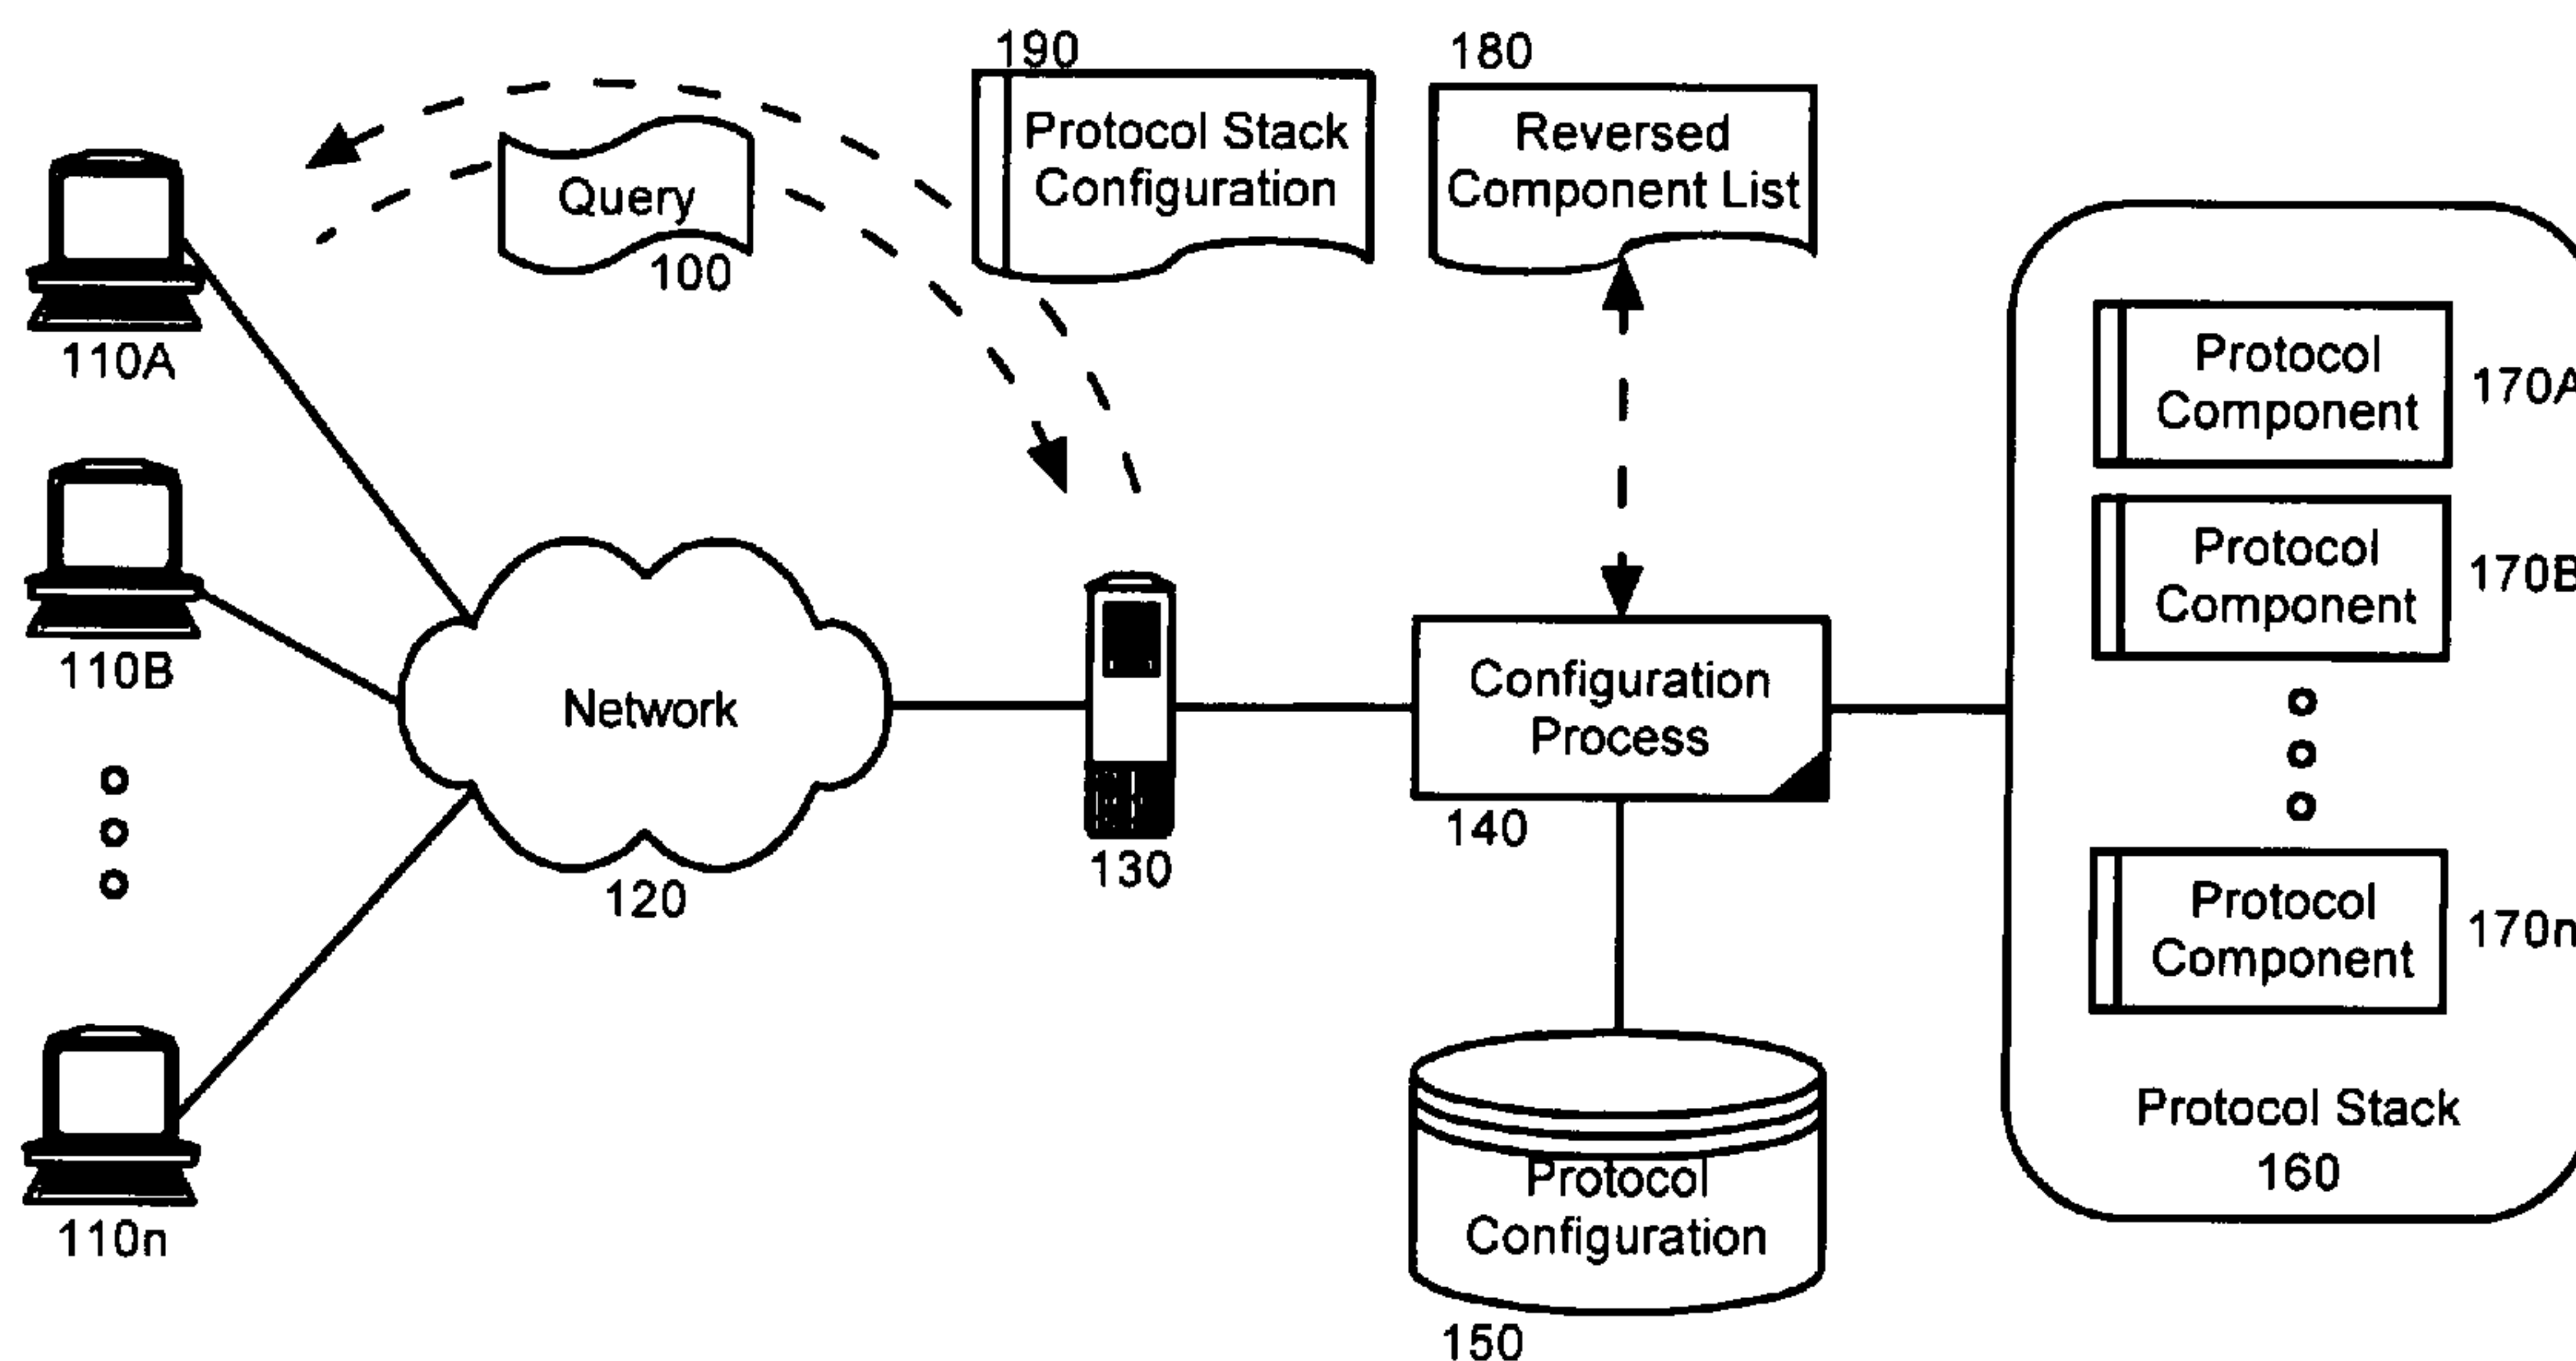 190
180
Protocol Stack
Configuration
Reversed
Component List
Query
100
110A
Protocol
Component
170A
110B
Protocol
Component
170B
Network
120
130
Configuration
Process
140
Protocol
Component
170n
110n
Protocol
Configuration
150
Protocol Stack
160